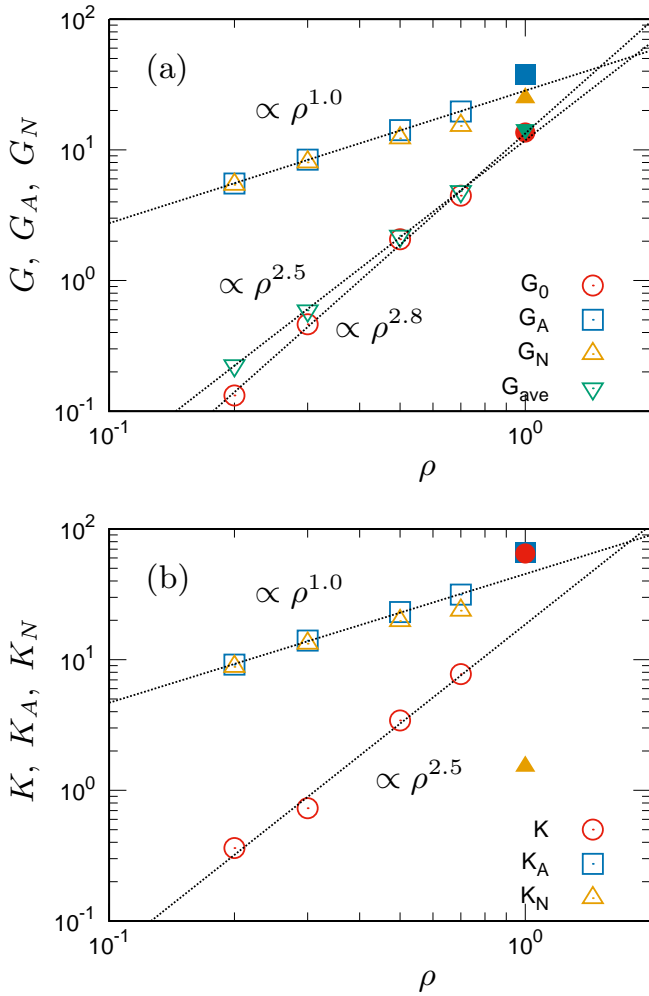 (a)
G, G_A, G_N
10^2
10^1
10^0
10^{-1}
∝ ρ^{1.0}
∝ ρ^{2.5}
∝ ρ^{2.8}
G_0
G_A
G_N
G_ave
10^{-1}
10^0
ρ
(b)
K, K_A, K_N
10^2
10^1
10^0
10^{-1}
∝ ρ^{1.0}
∝ ρ^{2.5}
K
K_A
K_N
10^{-1}
10^0
ρ